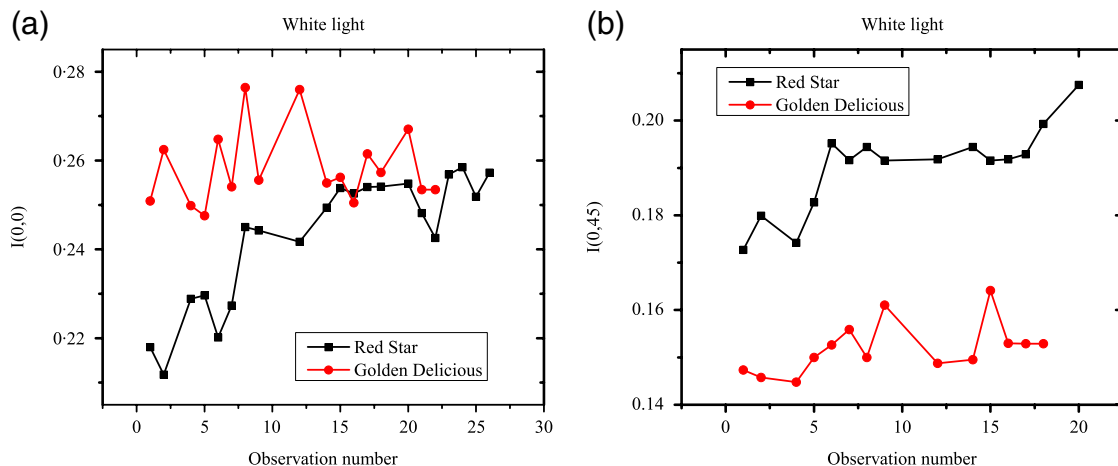 (a)
White light
I(0,0)
0·28
0·26
0·24
0·22
Red Star
Golden Delicious
0 5 10 15 20 25 30
Observation number
(b)
White light
I(0,45)
0.20
0.18
0.16
0.14
Red Star
Golden Delicious
0 5 10 15 20
Observation number